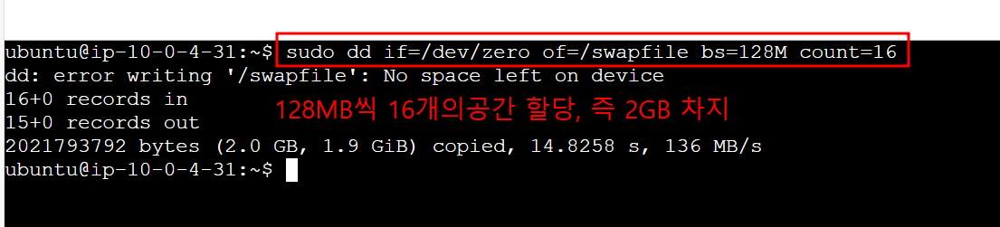 ubuntu@ip-10-0-4-31:~$ sudo dd if=/dev/zero of=/swapfile bs=128M count=16
dd: error writing '/swapfile': No space left on device
16+0 records in
128MB씩 16개의공간 할당, 즉 2GB 차지
15+0 records out
2021793792 bytes (2.0 GB, 1.9 GiB) copied, 14.8258 s, 136 MB/s
ubuntu@ip-10-0-4-31:~$